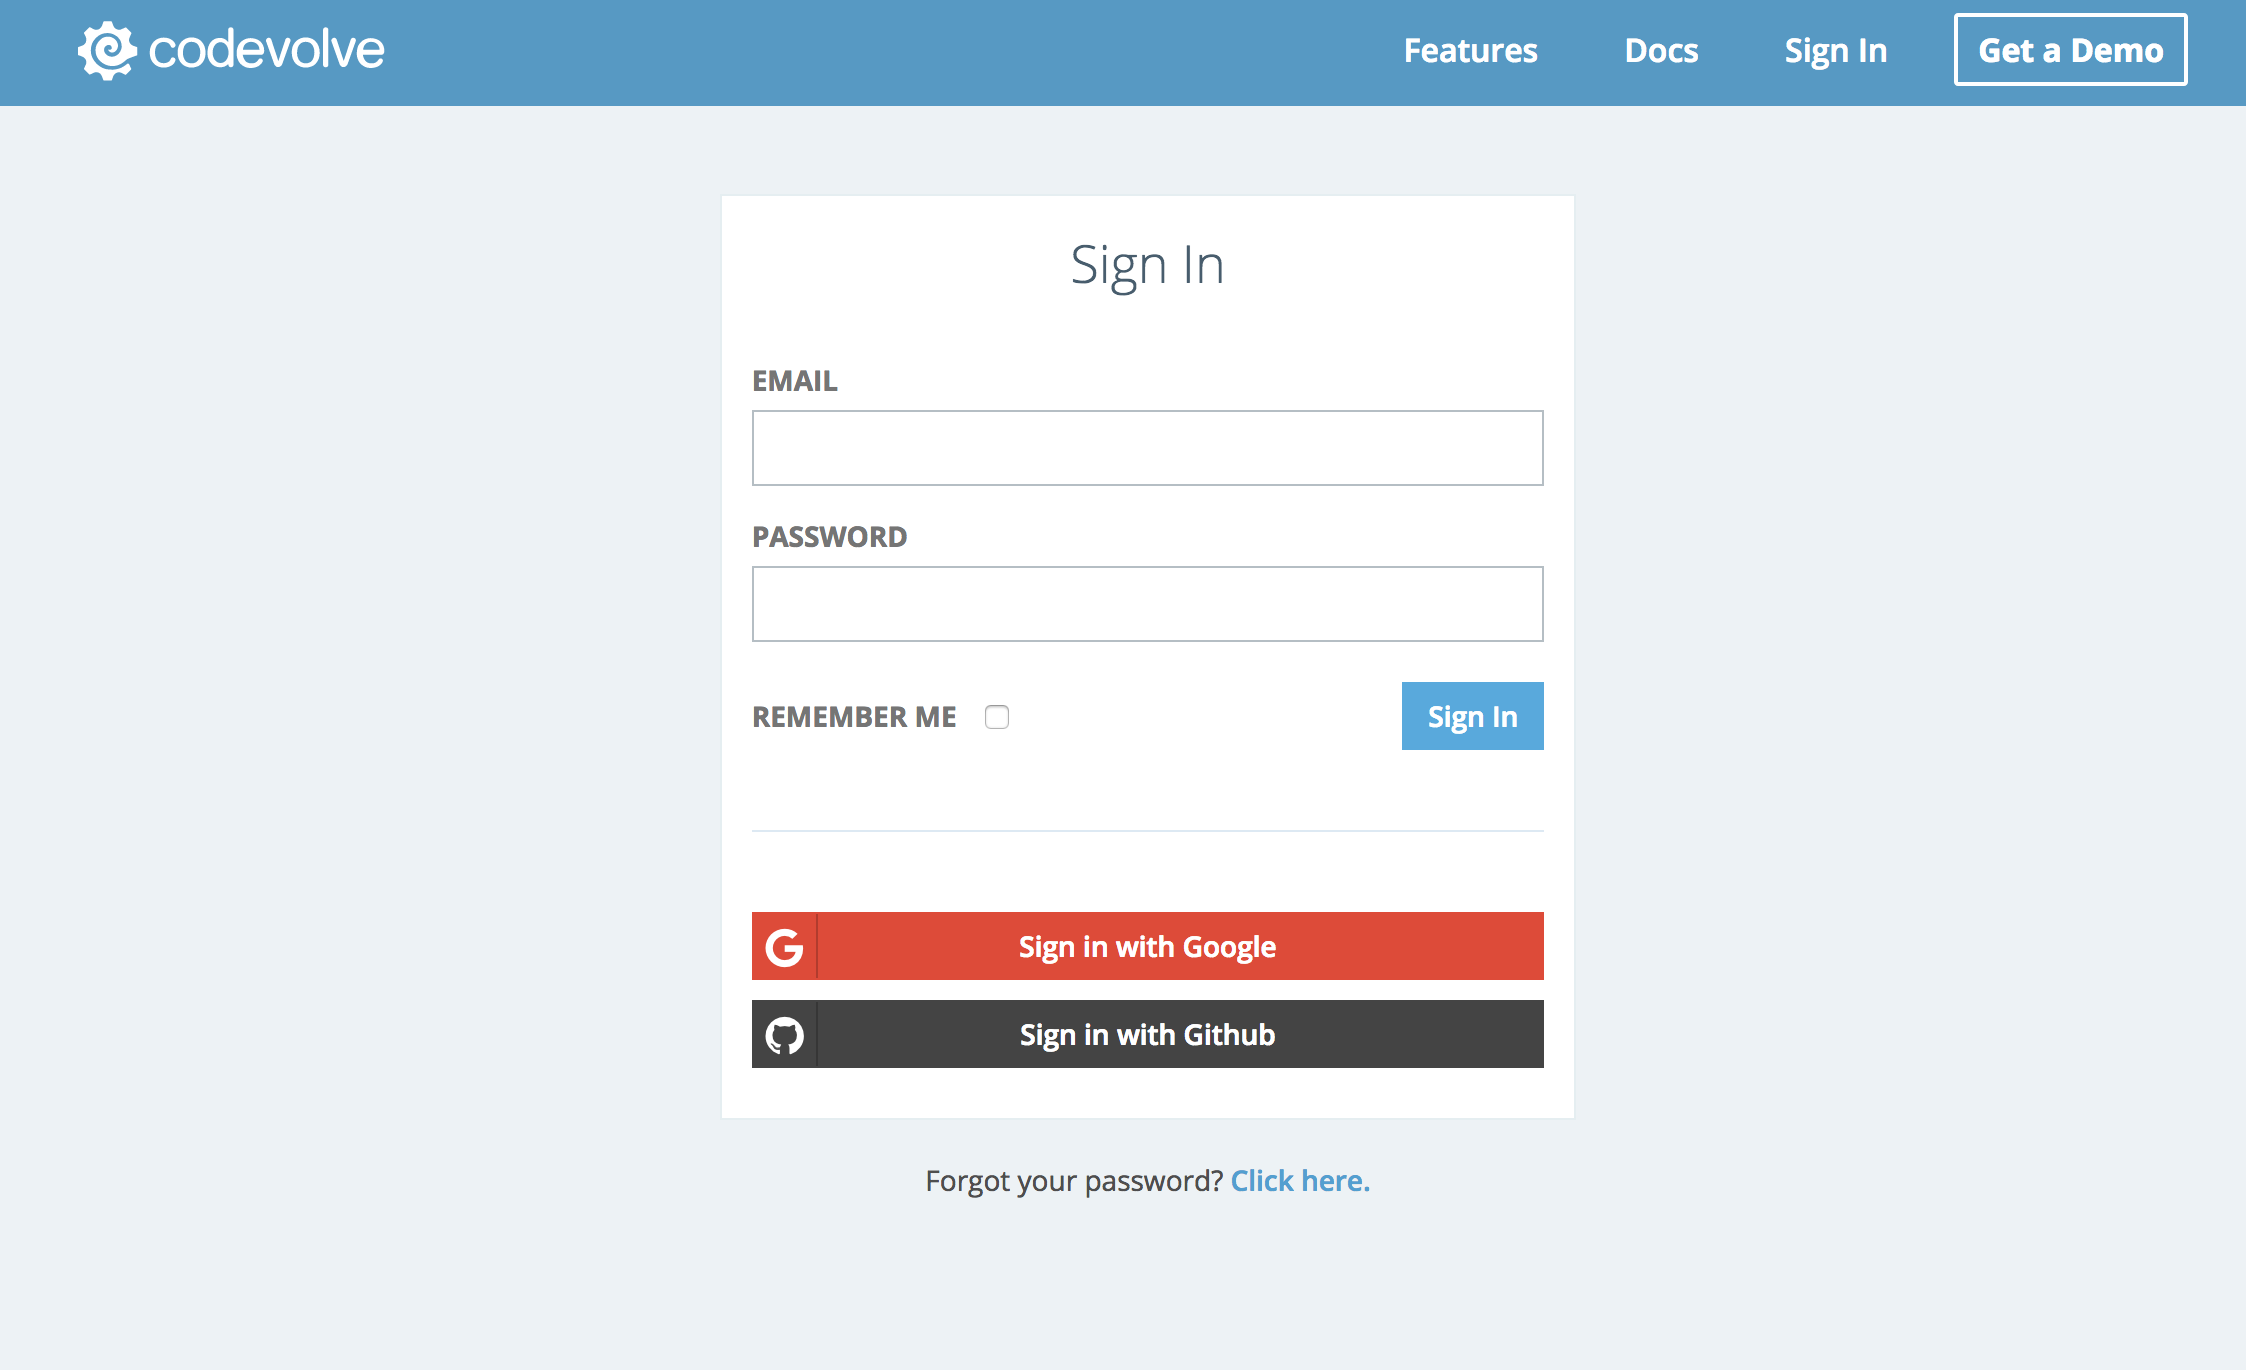 codevolve
Features Docs Sign In Get a Demo
Sign In
EMAIL
PASSWORD
REMEMBER ME Sign In
Sign in with Google
Sign in with Github
Forgot your password? Click here.